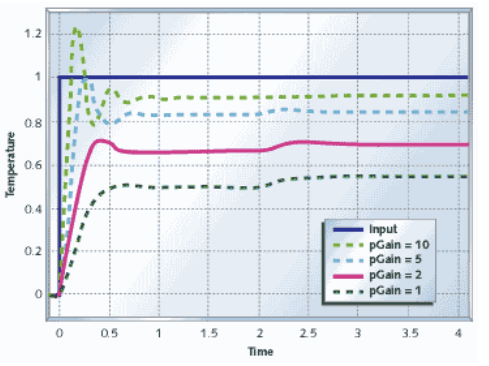 1.2
1
0.8
0.6
0.4
0.2
0
Temperature
Input
pGain = 10
pGain = 5
pGain = 2
pGain = 1
0 0.5 1 1.5 2 2.5 3 3.5 4
Time